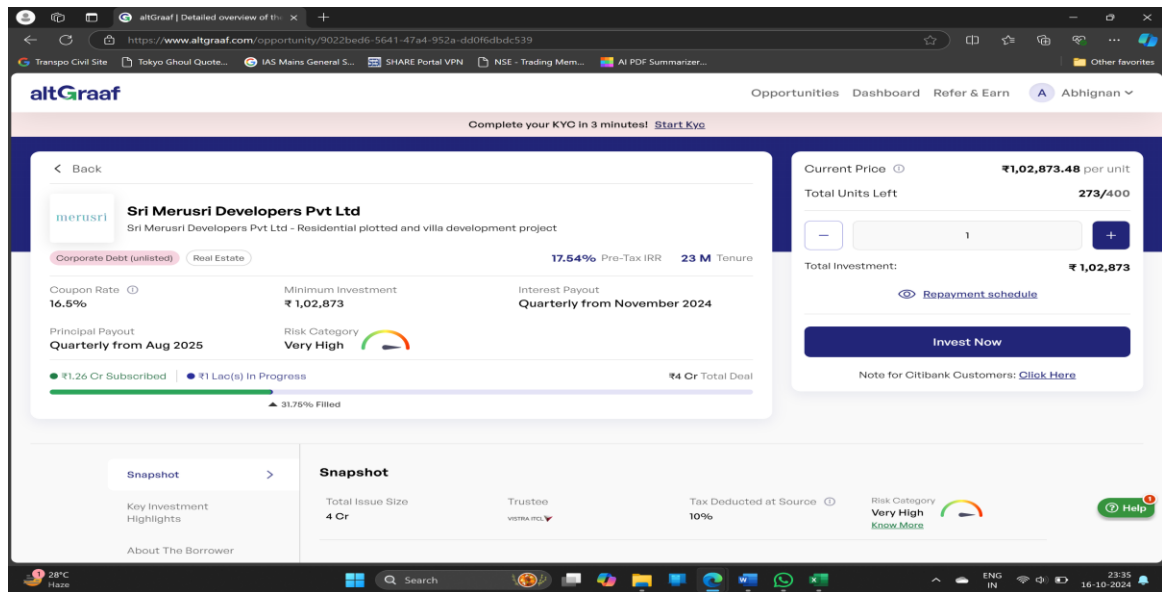 altGraaf | Detailed overview of th
https://www.altgraaf.com/opportunity/9022bed6-5641-47a4-952a-dd0f6dbdc539
Transpo Civil Site Tokyo Ghoul Quote... IAS Mains General S... SHARE Portal VPN NSE - Trading Mem... AI PDF Summarizer... Other favorites
altGraaf Opportunities Dashboard Refer & Earn A Abhignan
Complete your KYC in 3 minutes! Start Kyc
Back
merusri
Sri Merusri Developers Pvt Ltd
Sri Merusri Developers Pvt Ltd - Residential plotted and villa development project
Corporate Debt (unlisted) Real Estate 17.54% Pre-Tax IRR 23 M Tenure
Coupon Rate Minimum Investment Interest Payout
16.5% ₹ 1,02,873 Quarterly from November 2024
Principal Payout Risk Category
Quarterly from Aug 2025 Very High
₹1.26 Cr Subscribed ₹1 Lac(s) In Progress ₹4 Cr Total Deal
31.75% Filled
Current Price ₹1,02,873.48 per unit
Total Units Left 273/400
− 1 +
Total Investment: ₹ 1,02,873
Repayment schedule
Invest Now
Note for Citibank Customers: Click Here
Snapshot
Key Investment
Highlights
About The Borrower
Snapshot
Total Issue Size Trustee Tax Deducted at Source Risk Category
4 Cr VISTRA ITCL 10% Very High
Know More
Help
1
1
28°C
Haze
Search
ENG
IN
23:35
16-10-2024